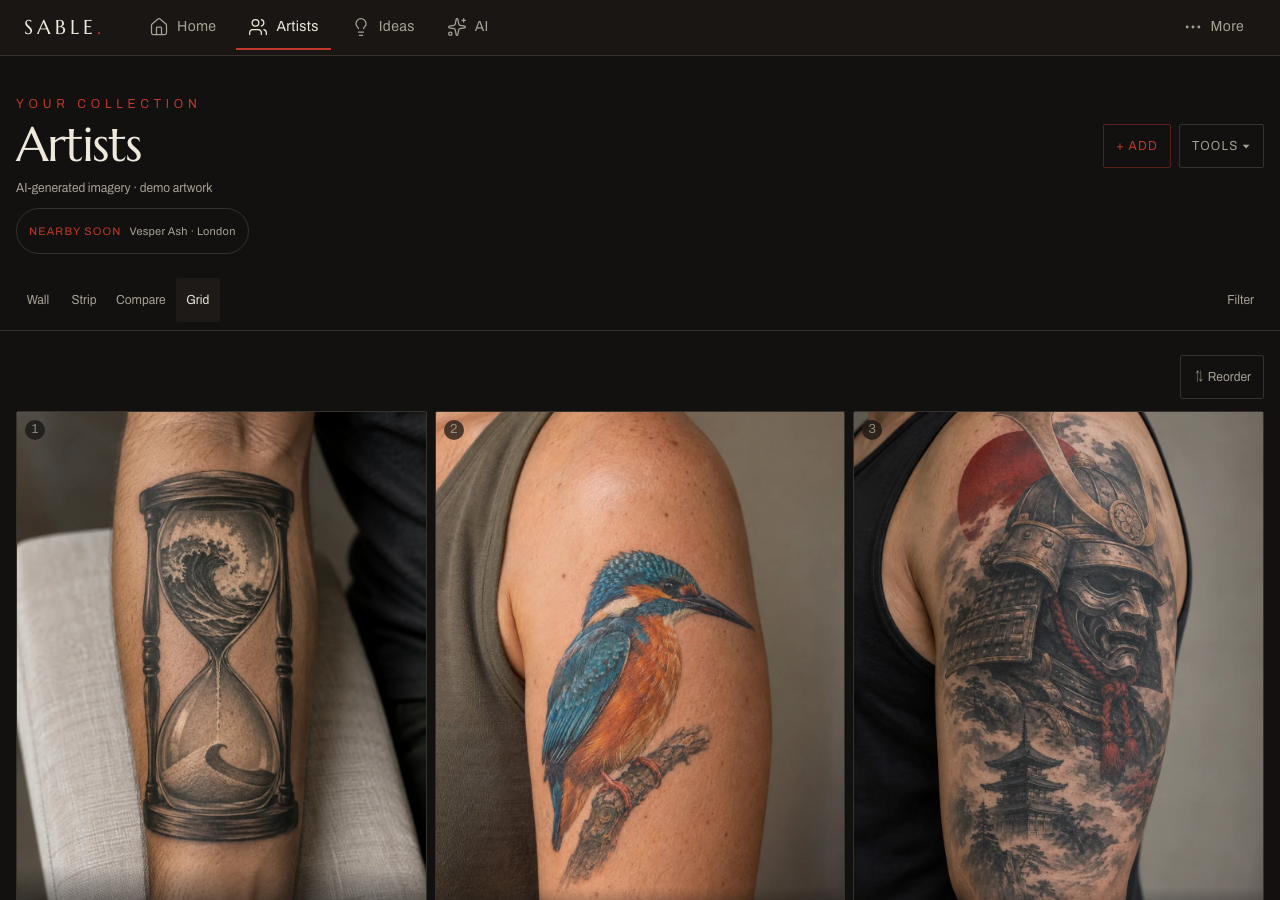 SABLE.
Home
Artists
Ideas
AI
More
YOUR COLLECTION
Artists
+ ADD
TOOLS
AI-generated imagery · demo artwork
NEARBY SOON Vesper Ash · London
Wall
Strip
Compare
Grid
Filter
Reorder
1
2
3